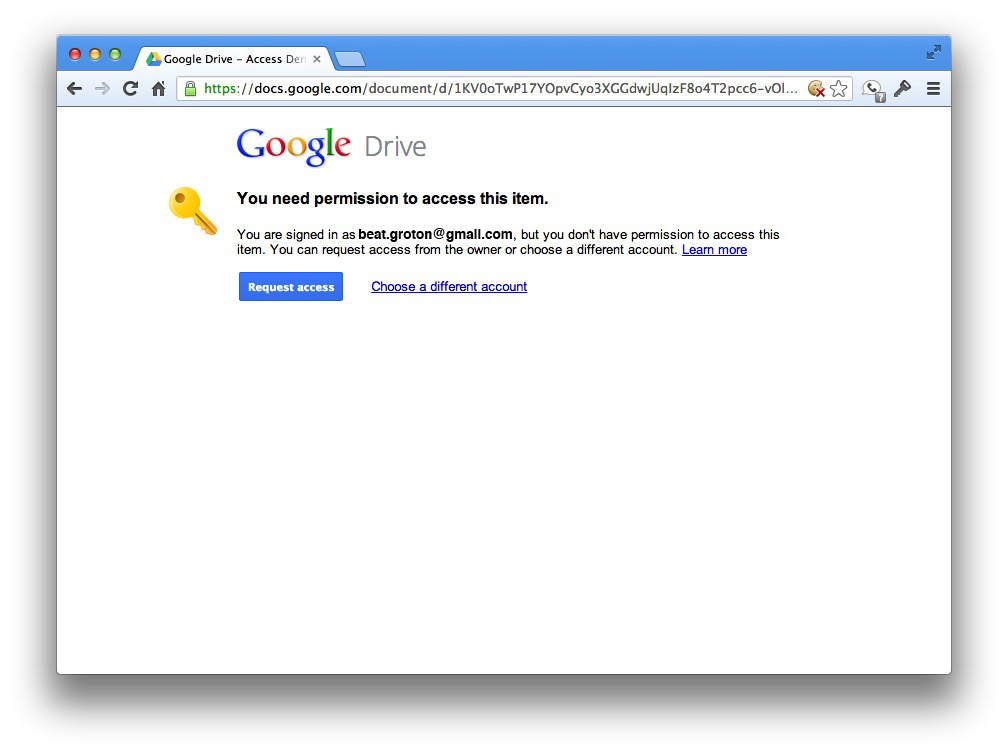 Google Drive – Access Den
https://docs.google.com/document/d/1KV0oTwP17YOpvCyo3XGGdwjUqIzF8o4T2pcc6-vOl...
Google Drive
You need permission to access this item.
You are signed in as beat.groton@gmall.com, but you don't have permission to access this
item. You can request access from the owner or choose a different account. Learn more
Request access Choose a different account